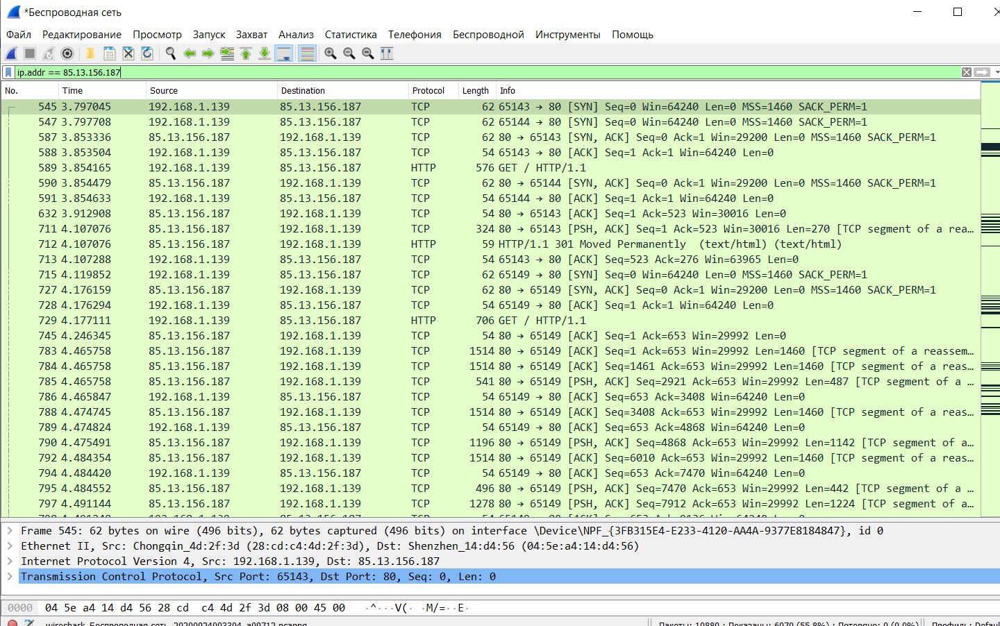 *Беспроводная сеть
Файл Редактирование Просмотр Запуск Захват Анализ Статистика Телефония Беспроводной Инструменты Помощь
ip.addr == 85.13.156.187
No. Time Source Destination Protocol Length Info
545 3.797045 192.168.1.139 85.13.156.187 TCP 62 65143 → 80 [SYN] Seq=0 Win=64240 Len=0 MSS=1460 SACK_PERM=1
547 3.797708 192.168.1.139 85.13.156.187 TCP 62 65144 → 80 [SYN] Seq=0 Win=64240 Len=0 MSS=1460 SACK_PERM=1
587 3.853336 85.13.156.187 192.168.1.139 TCP 62 80 → 65143 [SYN, ACK] Seq=0 Ack=1 Win=29200 Len=0 MSS=1460 SACK_PERM=1
588 3.853504 192.168.1.139 85.13.156.187 TCP 54 65143 → 80 [ACK] Seq=1 Ack=1 Win=64240 Len=0
589 3.854165 192.168.1.139 85.13.156.187 HTTP 576 GET / HTTP/1.1
590 3.854479 85.13.156.187 192.168.1.139 TCP 62 80 → 65144 [SYN, ACK] Seq=0 Ack=1 Win=29200 Len=0 MSS=1460 SACK_PERM=1
591 3.854633 192.168.1.139 85.13.156.187 TCP 54 65144 → 80 [ACK] Seq=1 Ack=1 Win=64240 Len=0
632 3.912908 85.13.156.187 192.168.1.139 TCP 54 80 → 65143 [ACK] Seq=1 Ack=523 Win=30016 Len=0
711 4.107076 85.13.156.187 192.168.1.139 TCP 324 80 → 65143 [PSH, ACK] Seq=1 Ack=523 Win=30016 Len=270 [TCP segment of a rea…
712 4.107076 85.13.156.187 192.168.1.139 HTTP 59 HTTP/1.1 301 Moved Permanently (text/html) (text/html)
713 4.107288 192.168.1.139 85.13.156.187 TCP 54 65143 → 80 [ACK] Seq=523 Ack=276 Win=63965 Len=0
715 4.119852 192.168.1.139 85.13.156.187 TCP 62 65149 → 80 [SYN] Seq=0 Win=64240 Len=0 MSS=1460 SACK_PERM=1
727 4.176159 85.13.156.187 192.168.1.139 TCP 62 80 → 65149 [SYN, ACK] Seq=0 Ack=1 Win=29200 Len=0 MSS=1460 SACK_PERM=1
728 4.176294 192.168.1.139 85.13.156.187 TCP 54 65149 → 80 [ACK] Seq=1 Ack=1 Win=64240 Len=0
729 4.177111 192.168.1.139 85.13.156.187 HTTP 706 GET / HTTP/1.1
745 4.246345 85.13.156.187 192.168.1.139 TCP 54 80 → 65149 [ACK] Seq=1 Ack=653 Win=29992 Len=0
783 4.465758 85.13.156.187 192.168.1.139 TCP 1514 80 → 65149 [ACK] Seq=1 Ack=653 Win=29992 Len=1460 [TCP segment of a reassem…
784 4.465758 85.13.156.187 192.168.1.139 TCP 1514 80 → 65149 [ACK] Seq=1461 Ack=653 Win=29992 Len=1460 [TCP segment of a reas…
785 4.465758 85.13.156.187 192.168.1.139 TCP 541 80 → 65149 [PSH, ACK] Seq=2921 Ack=653 Win=29992 Len=487 [TCP segment of a …
786 4.465847 192.168.1.139 85.13.156.187 TCP 54 65149 → 80 [ACK] Seq=653 Ack=3408 Win=64240 Len=0
788 4.474745 85.13.156.187 192.168.1.139 TCP 1514 80 → 65149 [ACK] Seq=3408 Ack=653 Win=29992 Len=1460 [TCP segment of a reas…
789 4.474824 192.168.1.139 85.13.156.187 TCP 54 65149 → 80 [ACK] Seq=653 Ack=4868 Win=64240 Len=0
790 4.475491 85.13.156.187 192.168.1.139 TCP 1196 80 → 65149 [PSH, ACK] Seq=4868 Ack=653 Win=29992 Len=1142 [TCP segment of a…
792 4.484354 85.13.156.187 192.168.1.139 TCP 1514 80 → 65149 [ACK] Seq=6010 Ack=653 Win=29992 Len=1460 [TCP segment of a reas…
794 4.484420 192.168.1.139 85.13.156.187 TCP 54 65149 → 80 [ACK] Seq=653 Ack=7470 Win=64240 Len=0
795 4.484552 85.13.156.187 192.168.1.139 TCP 496 80 → 65149 [PSH, ACK] Seq=7470 Ack=653 Win=29992 Len=442 [TCP segment of a…
797 4.491144 85.13.156.187 192.168.1.139 TCP 1278 80 → 65149 [PSH, ACK] Seq=7912 Ack=653 Win=29992 Len=1224 [TCP segment of a…
Frame 545: 62 bytes on wire (496 bits), 62 bytes captured (496 bits) on interface \Device\NPF_{3FB315E4-E233-4120-AA4A-9377E8184847}, id 0
Ethernet II, Src: Chongqin_4d:2f:3d (28:cd:c4:4d:2f:3d), Dst: Shenzhen_14:d4:56 (04:5e:a4:14:d4:56)
Internet Protocol Version 4, Src: 192.168.1.139, Dst: 85.13.156.187
Transmission Control Protocol, Src Port: 65143, Dst Port: 80, Seq: 0, Len: 0
0000 04 5e a4 14 d4 56 28 cd c4 4d 2f 3d 08 00 45 00 ·^···V(· ·M/=··E·